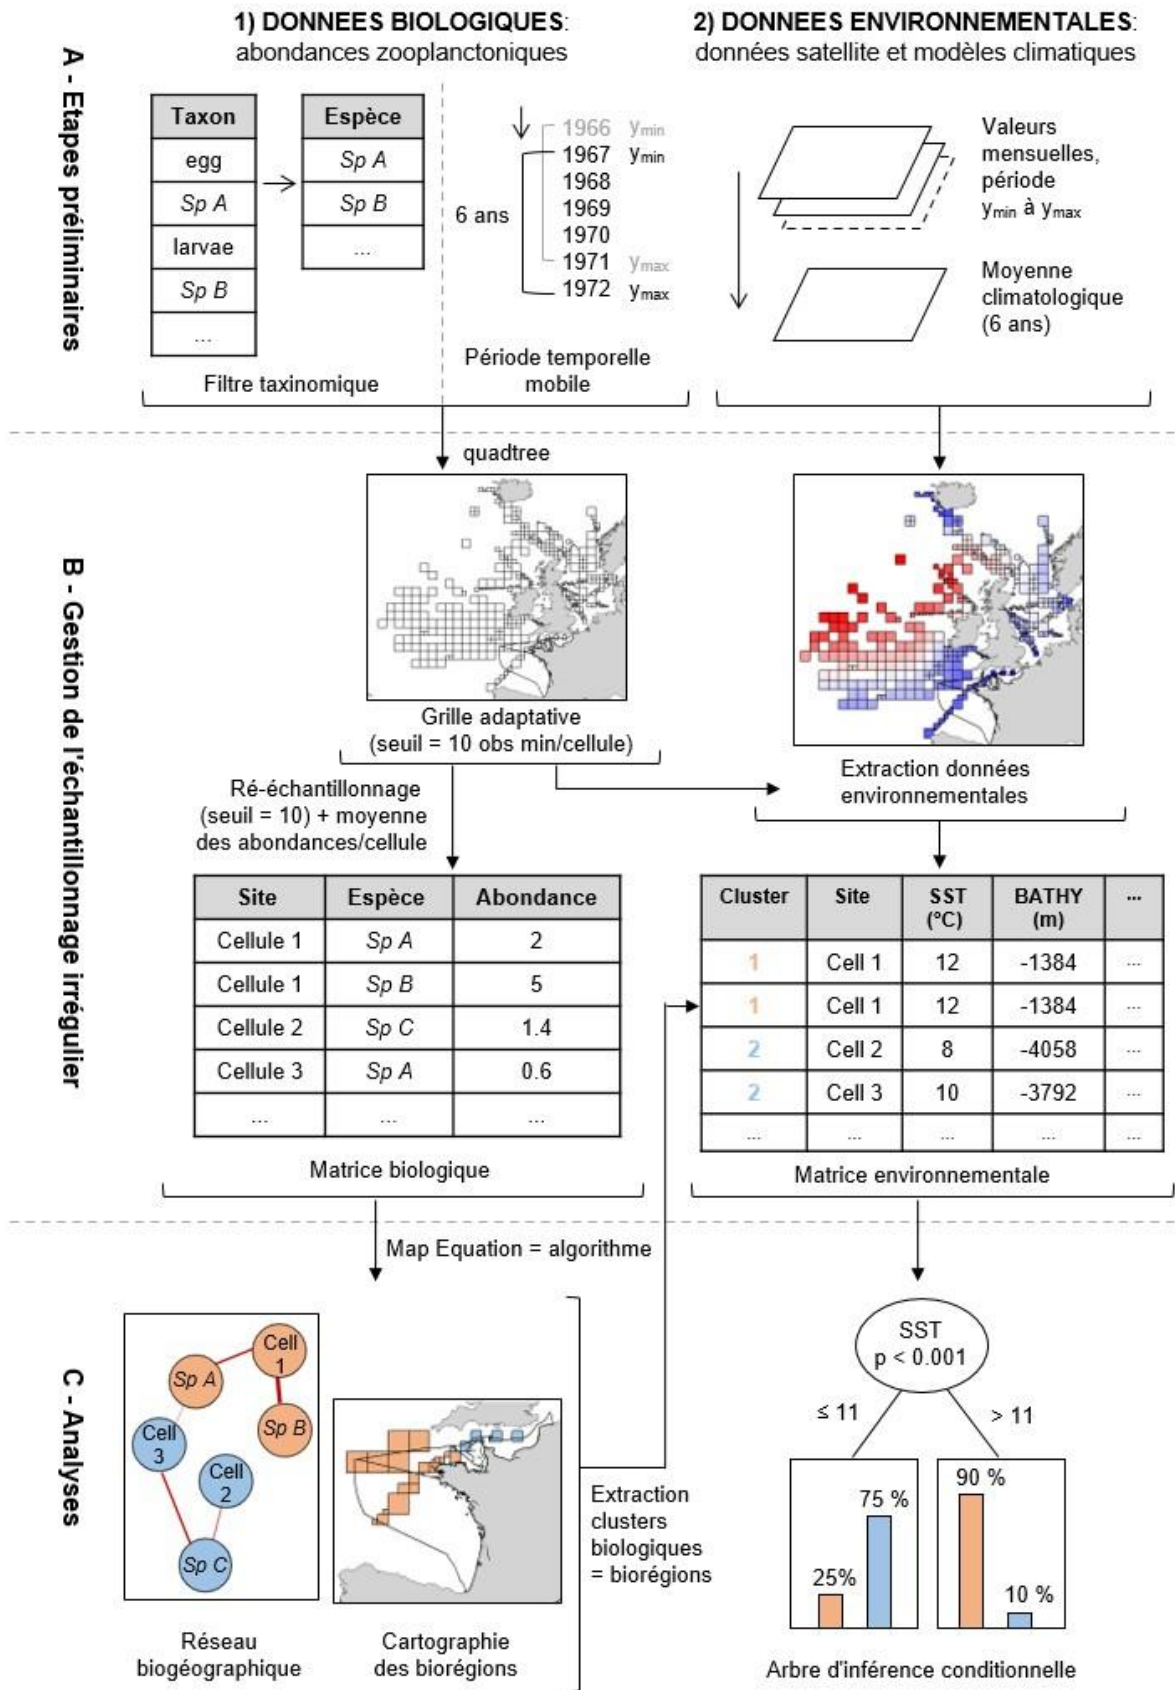 1) DONNEES BIOLOGIQUES:
abondances zooplanctoniques
2) DONNEES ENVIRONNEMENTALES:
données satellite et modèles climatiques
A - Etapes préliminaires
Taxon
egg
Sp A
larvae
Sp B
...
Espèce
Sp A
Sp B
...
Filtre taxinomique
6 ans
1966 ymin
1967 ymin
1968
1969
1970
1971 ymax
1972 ymax
Période temporelle
mobile
Valeurs
mensuelles,
période
ymin à ymax
Moyenne
climatologique
(6 ans)
B - Gestion de l'échantillonnage irrégulier
quadtree
Grille adaptative
(seuil = 10 obs min/cellule)
Extraction données
environnementales
Ré-échantillonnage
(seuil = 10) + moyenne
des abondances/cellule
Site Espèce Abondance
Cellule 1 Sp A 2
Cellule 1 Sp B 5
Cellule 2 Sp C 1.4
Cellule 3 Sp A 0.6
... ... ...
Matrice biologique
Cluster Site SST (°C) BATHY (m) ...
1 Cell 1 12 -1384 ...
1 Cell 1 12 -1384 ...
2 Cell 2 8 -4058 ...
2 Cell 3 10 -3792 ...
... ... ... ... ...
Matrice environnementale
C - Analyses
Map Equation = algorithme
Cell
1
Sp A
Sp B
Cell
3
Cell
2
Sp C
Réseau
biogéographique
Cartographie
des biorégions
Extraction
clusters
biologiques
= biorégions
SST
p < 0.001
≤ 11
> 11
25%
75 %
90 %
10 %
Arbre d'inférence conditionnelle